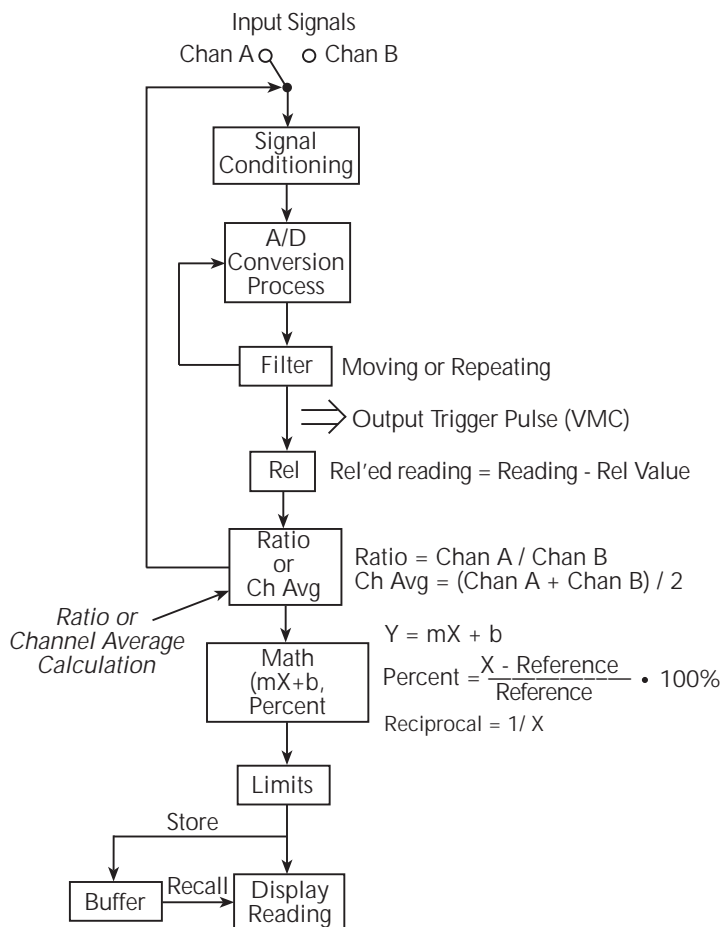 Input Signals
Chan A
Chan B
Signal
Conditioning
A/D
Conversion
Process
Filter
Moving or Repeating
Output Trigger Pulse (VMC)
Rel
Rel'ed reading = Reading - Rel Value
Ratio
or
Ch Avg
Ratio = Chan A / Chan B
Ch Avg = (Chan A + Chan B) / 2
Ratio or
Channel Average
Calculation
Math
(mX+b,
Percent
Y = mX + b
Percent = X - Reference
Reference
• 100%
Reciprocal = 1/ X
Limits
Store
Buffer
Recall
Display
Reading